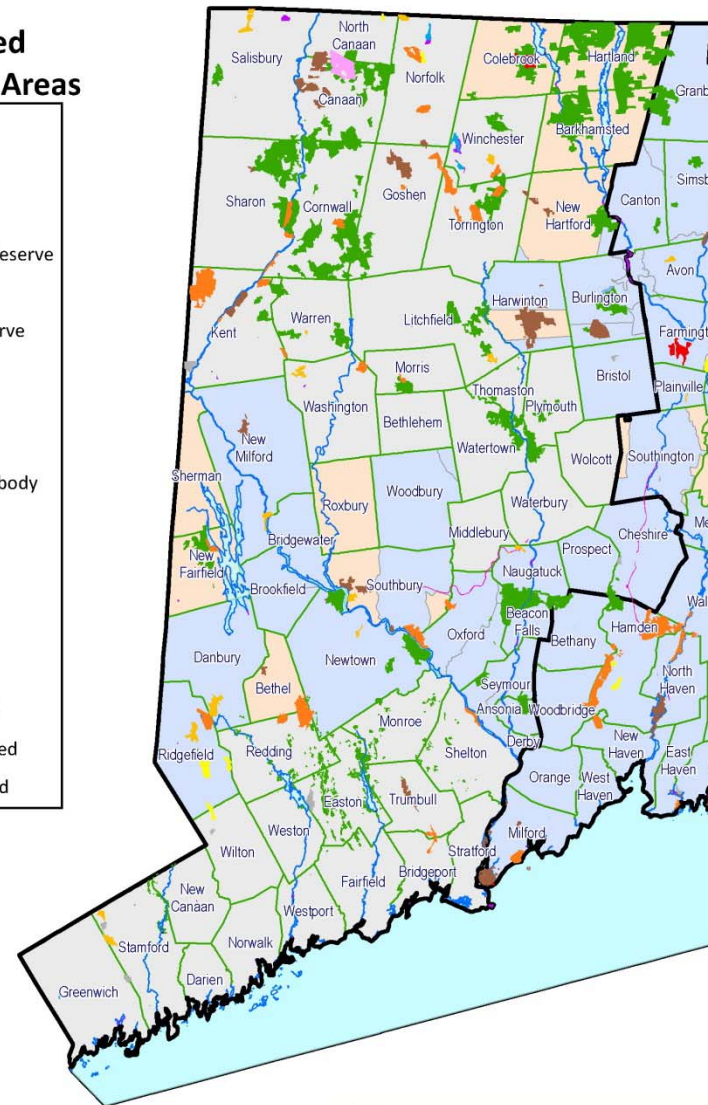 ed
Areas
eserve
rve
body
ed
d
North
Canaan
Salisbury
Norfolk
Colebrook
Hartland
Granb
Canaan
Winchester
Barkhamsted
Simsb
Goshen
Canton
Sharon
Cornwall
New
Hartford
Torrington
Avon
Harwinton
Burlington
Kent
Warren
Litchfield
Farmingt
Morris
Bristol
Plainville
Thomaston
Washington
Plymouth
Bethlehem
New
Milford
Watertown
Wolcott
Southington
Sherman
Woodbury
Roxbury
Waterbury
Me
Middlebury
Cheshire
Bridgewater
Prospect
New
Fairfield
Naugatuck
Southbury
Brookfield
Wal
Beacon
Falls
Oxford
Hamden
Bethany
Danbury
Newtown
North
Haven
Bethel
Seymour
Ansonia
Woodbridge
Monroe
New
Haven
Ridgefield
Redding
Derby
East
Haven
Shelton
Orange
West
Haven
Easton
Trumbull
Weston
Milford
Stratford
Wilton
Bridgeport
Fairfield
New
Canaan
Westport
Stamford
Norwalk
Darien
Greenwich